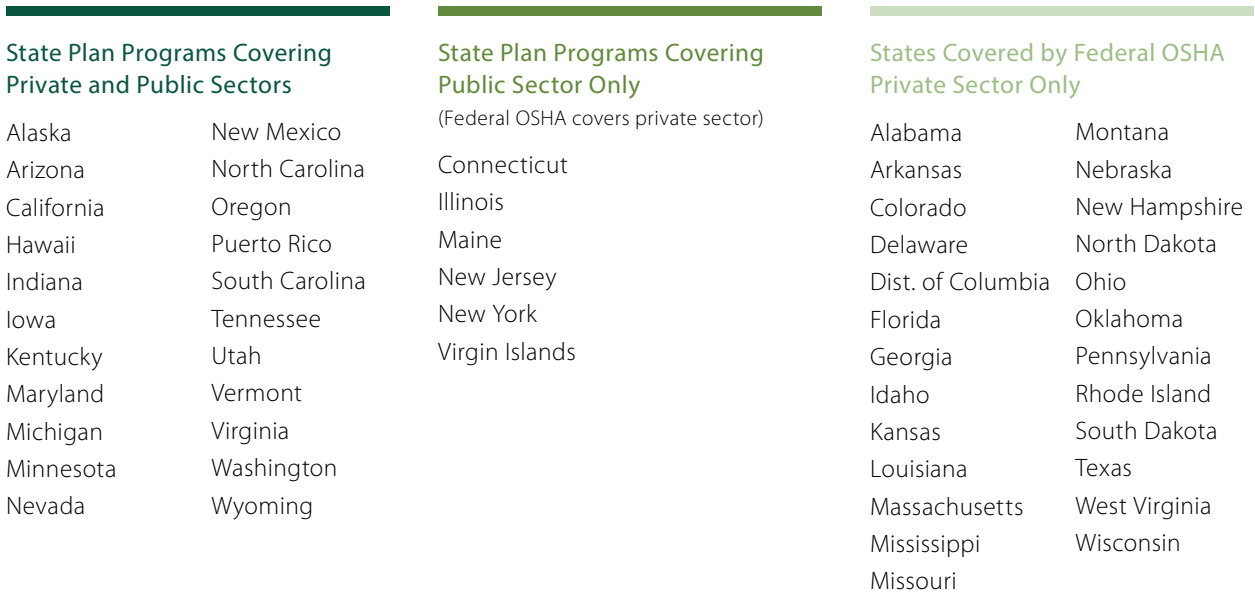 State Plan Programs Covering
Private and Public Sectors
Alaska
Arizona
California
Hawaii
Indiana
Iowa
Kentucky
Maryland
Michigan
Minnesota
Nevada
New Mexico
North Carolina
Oregon
Puerto Rico
South Carolina
Tennessee
Utah
Vermont
Virginia
Washington
Wyoming
State Plan Programs Covering
Public Sector Only
(Federal OSHA covers private sector)
Connecticut
Illinois
Maine
New Jersey
New York
Virgin Islands
States Covered by Federal OSHA
Private Sector Only
Alabama
Arkansas
Colorado
Delaware
Dist. of Columbia
Florida
Georgia
Idaho
Kansas
Louisiana
Massachusetts
Mississippi
Missouri
Montana
Nebraska
New Hampshire
North Dakota
Ohio
Oklahoma
Pennsylvania
Rhode Island
South Dakota
Texas
West Virginia
Wisconsin